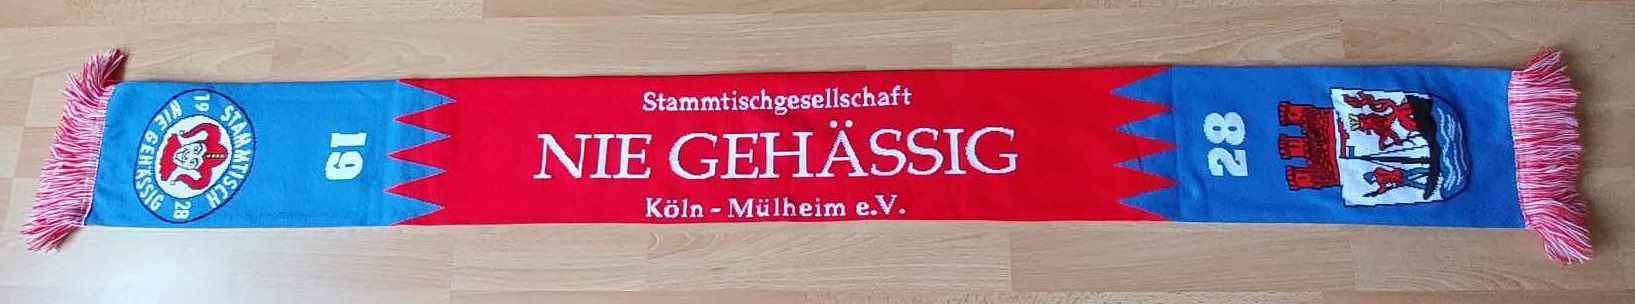 STAMMTISCH
NIE GEHÄSSIG
19 28
19
Stammtischgesellschaft
NIE GEHÄSSIG
Köln - Mülheim e.V.
28